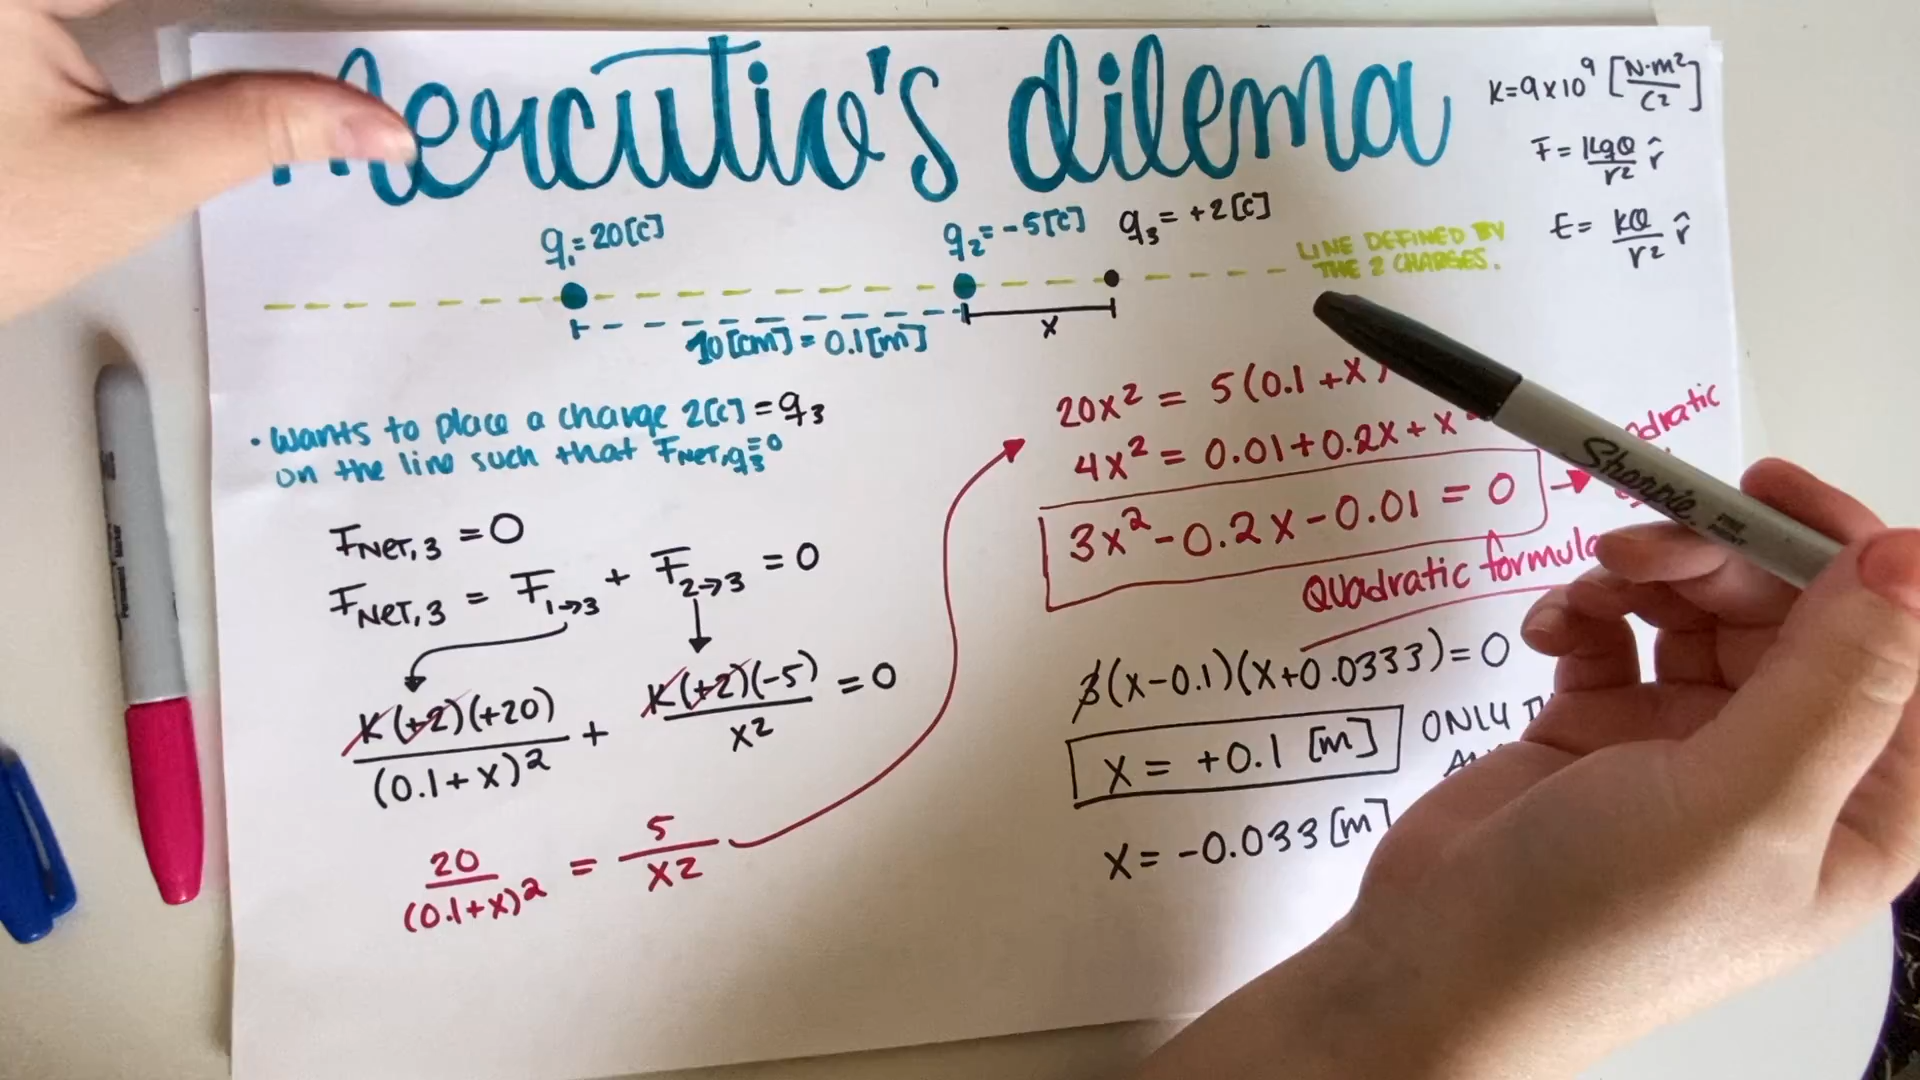 Mercutio's dilema
K=9x10⁹ [N·m²/C²]
F = KqQ/r² r̂
E = KQ/r² r̂
q₁=20[C]
q₂=-5[C]
q₃=+2[C]
LINE DEFINED BY
THE 2 CHARGES.
10[cm] = 0.1[m]
x
• Wants to place a charge 2[C] = q₃
on the line such that F_NET,q₃=0
F_NET,3 = 0
F_NET,3 = F_1→3 + F_2→3 = 0
K(+2)(+20)/(0.1+x)² + K(+2)(-5)/x² = 0
20/(0.1+x)² = 5/x²
20x² = 5(0.1+x)
4x² = 0.01+0.2x+x
3x²-0.2x-0.01 = 0
Quadratic formula
3(x-0.1)(x+0.0333)=0
x = +0.1 [m]
ONLY
x = -0.033[m]
Sharpie